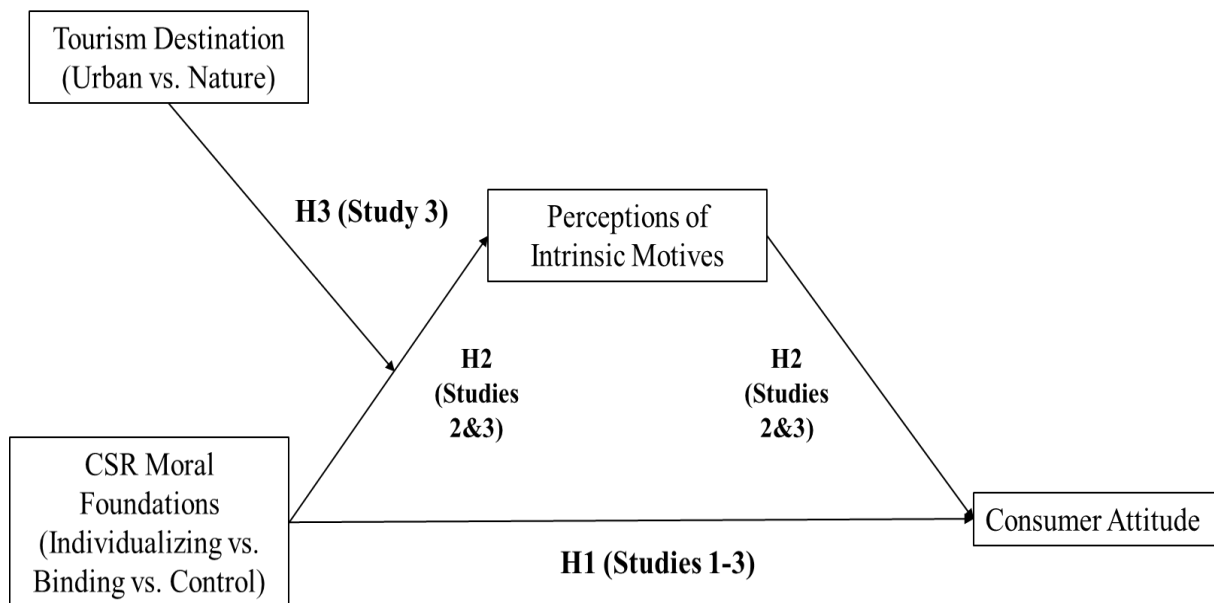 Tourism Destination
(Urban vs. Nature)
H3 (Study 3)
Perceptions of
Intrinsic Motives
H2
(Studies
2&3)
H2
(Studies
2&3)
CSR Moral
Foundations
(Individualizing vs.
Binding vs. Control)
Consumer Attitude
H1 (Studies 1-3)